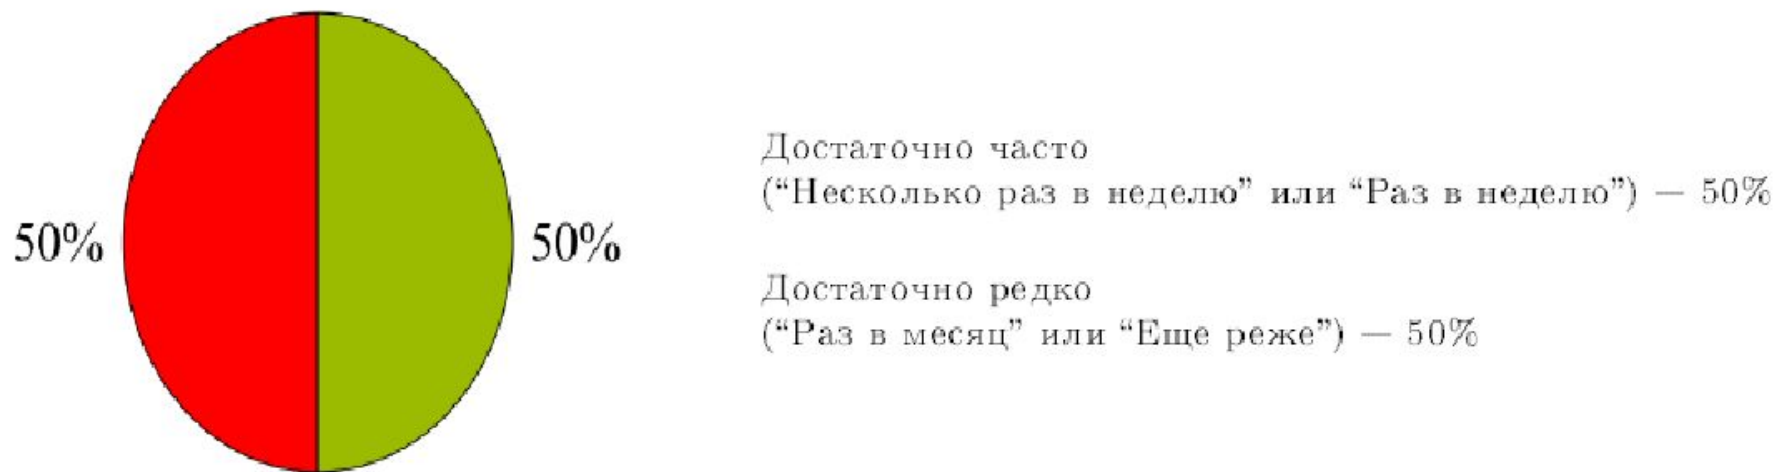 50%
50%
Достаточно часто
(“Несколько раз в неделю” или “Раз в неделю”) — 50%
Достаточно редко
(“Раз в месяц” или “Еще реже”) — 50%